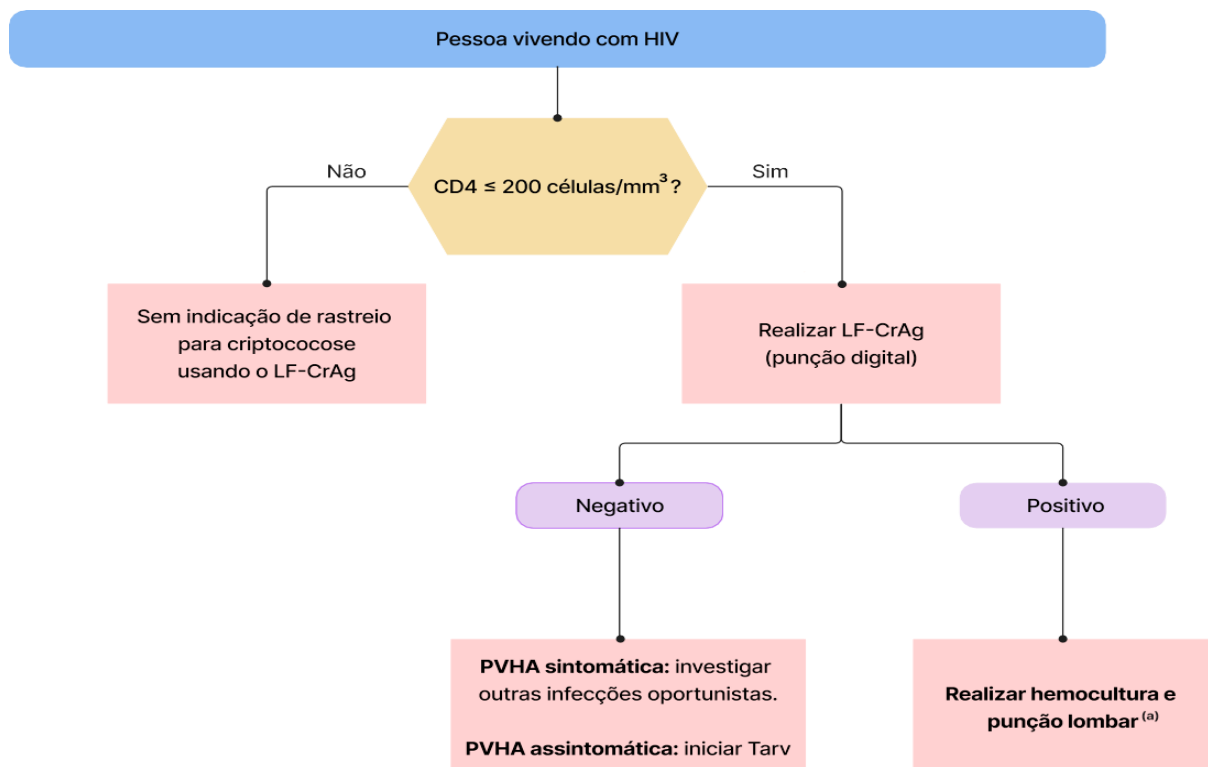 Pessoa vivendo com HIV
Não
CD4 ≤ 200 células/mm³?
Sim
Sem indicação de rastreio
para criptococose
usando o LF-CrAg
Realizar LF-CrAg
(punção digital)
Negativo
Positivo
PVHA sintomática: investigar
outras infecções oportunistas.
PVHA assintomática: iniciar Tarv
Realizar hemocultura e
punção lombar (a)